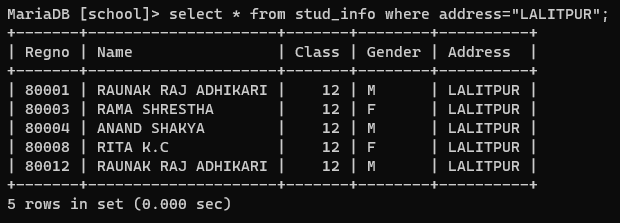 MariaDB [school]> select * from stud_info where address="LALITPUR";
+-------+---------------------+-------+--------+----------+
| Regno | Name                | Class | Gender | Address  |
+-------+---------------------+-------+--------+----------+
| 80001 | RAUNAK RAJ ADHIKARI |    12 | M      | LALITPUR |
| 80003 | RAMA SHRESTHA       |    12 | F      | LALITPUR |
| 80004 | ANAND SHAKYA        |    12 | M      | LALITPUR |
| 80008 | RITA K.C            |    12 | F      | LALITPUR |
| 80012 | RAUNAK RAJ ADHIKARI |    12 | M      | LALITPUR |
+-------+---------------------+-------+--------+----------+
5 rows in set (0.000 sec)